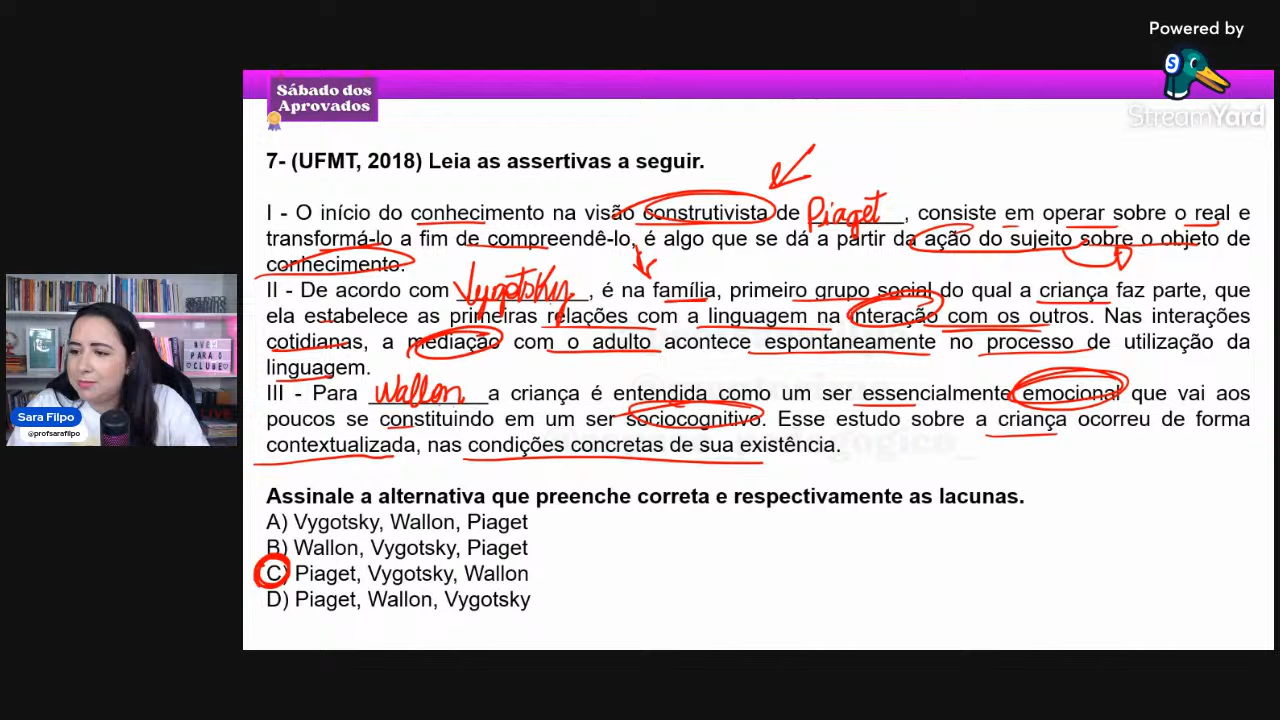 Powered by
S
StreamYard
Sábado dos
Aprovados
7- (UFMT, 2018) Leia as assertivas a seguir.
I - O início do conhecimento na visão construtivista de Piaget, consiste em operar sobre o real e
transformá-lo a fim de compreendê-lo, é algo que se dá a partir da ação do sujeito sobre o objeto de
conhecimento.
II - De acordo com Vygotsky, é na família, primeiro grupo social do qual a criança faz parte, que
ela estabelece as primeiras relações com a linguagem na interação com os outros. Nas interações
cotidianas, a mediação com o adulto acontece espontaneamente no processo de utilização da
linguagem.
III - Para Wallon a criança é entendida como um ser essencialmente emocional que vai aos
poucos se constituindo em um ser sociocognitivo. Esse estudo sobre a criança ocorreu de forma
contextualizada, nas condições concretas de sua existência.
Assinale a alternativa que preenche correta e respectivamente as lacunas.
A) Vygotsky, Wallon, Piaget
B) Wallon, Vygotsky, Piaget
C) Piaget, Vygotsky, Wallon
D) Piaget, Wallon, Vygotsky
VEM
PARA O
CLUBE
Sara Filpo
@profsarafilpo